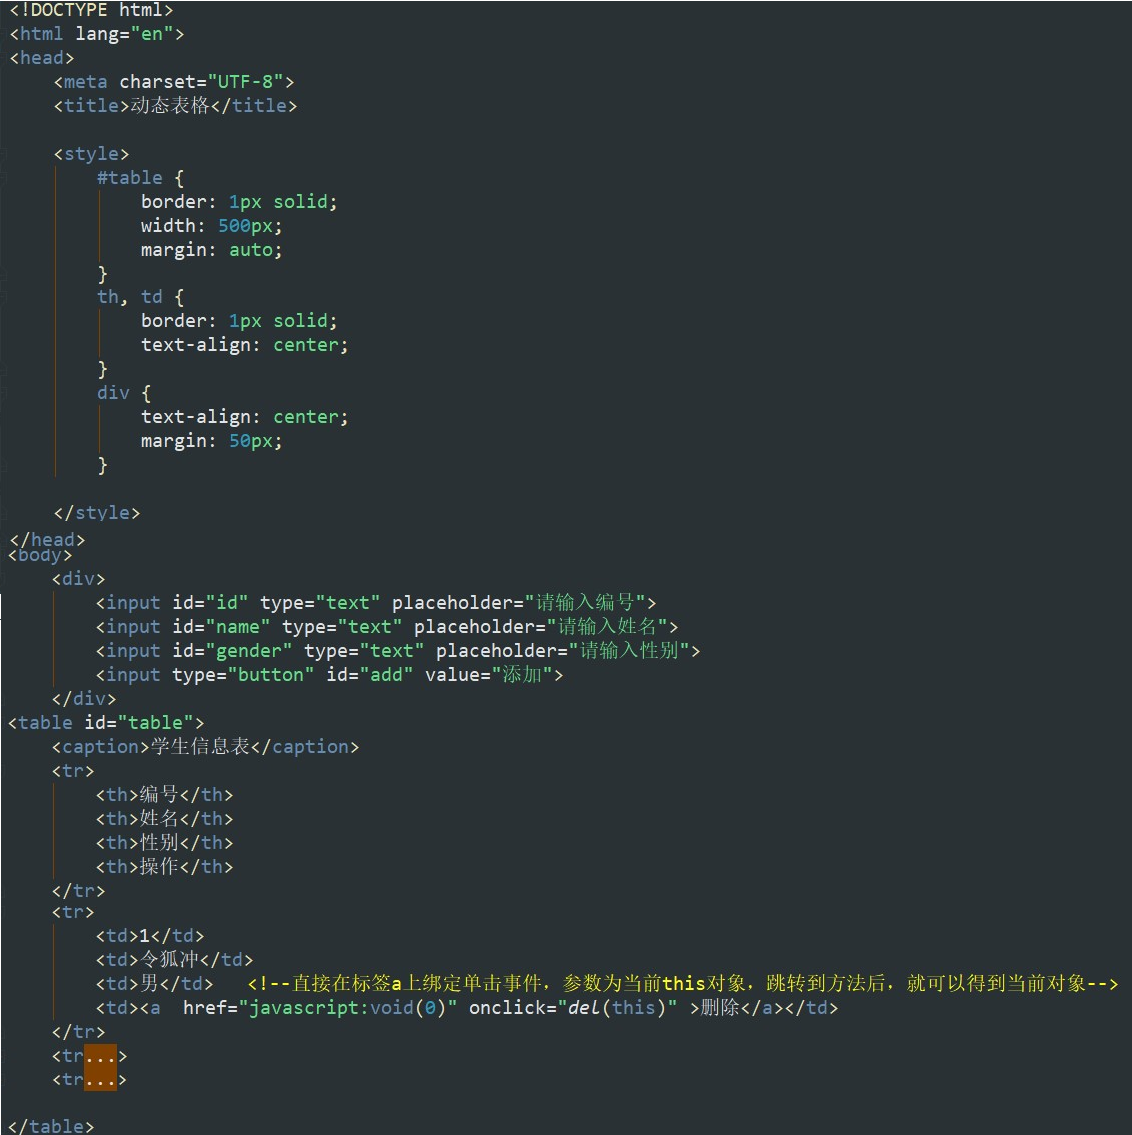 <!DOCTYPE html>
<html lang="en">
<head>
    <meta charset="UTF-8">
    <title>动态表格</title>

    <style>
        #table {
            border: 1px solid;
            width: 500px;
            margin: auto;
        }
        th, td {
            border: 1px solid;
            text-align: center;
        }
        div {
            text-align: center;
            margin: 50px;
        }

    </style>
</head>
<body>
    <div>
        <input id="id" type="text" placeholder="请输入编号">
        <input id="name" type="text" placeholder="请输入姓名">
        <input id="gender" type="text" placeholder="请输入性别">
        <input type="button" id="add" value="添加">
    </div>
<table id="table">
    <caption>学生信息表</caption>
    <tr>
        <th>编号</th>
        <th>姓名</th>
        <th>性别</th>
        <th>操作</th>
    </tr>
    <tr>
        <td>1</td>
        <td>令狐冲</td>
        <td>男</td>   <!--直接在标签a上绑定单击事件，参数为当前this对象，跳转到方法后，就可以得到当前对象-->
        <td><a  href="javascript:void(0)" onclick="del(this)" >删除</a></td>
    </tr>
    <tr...>
    <tr...>

</table>